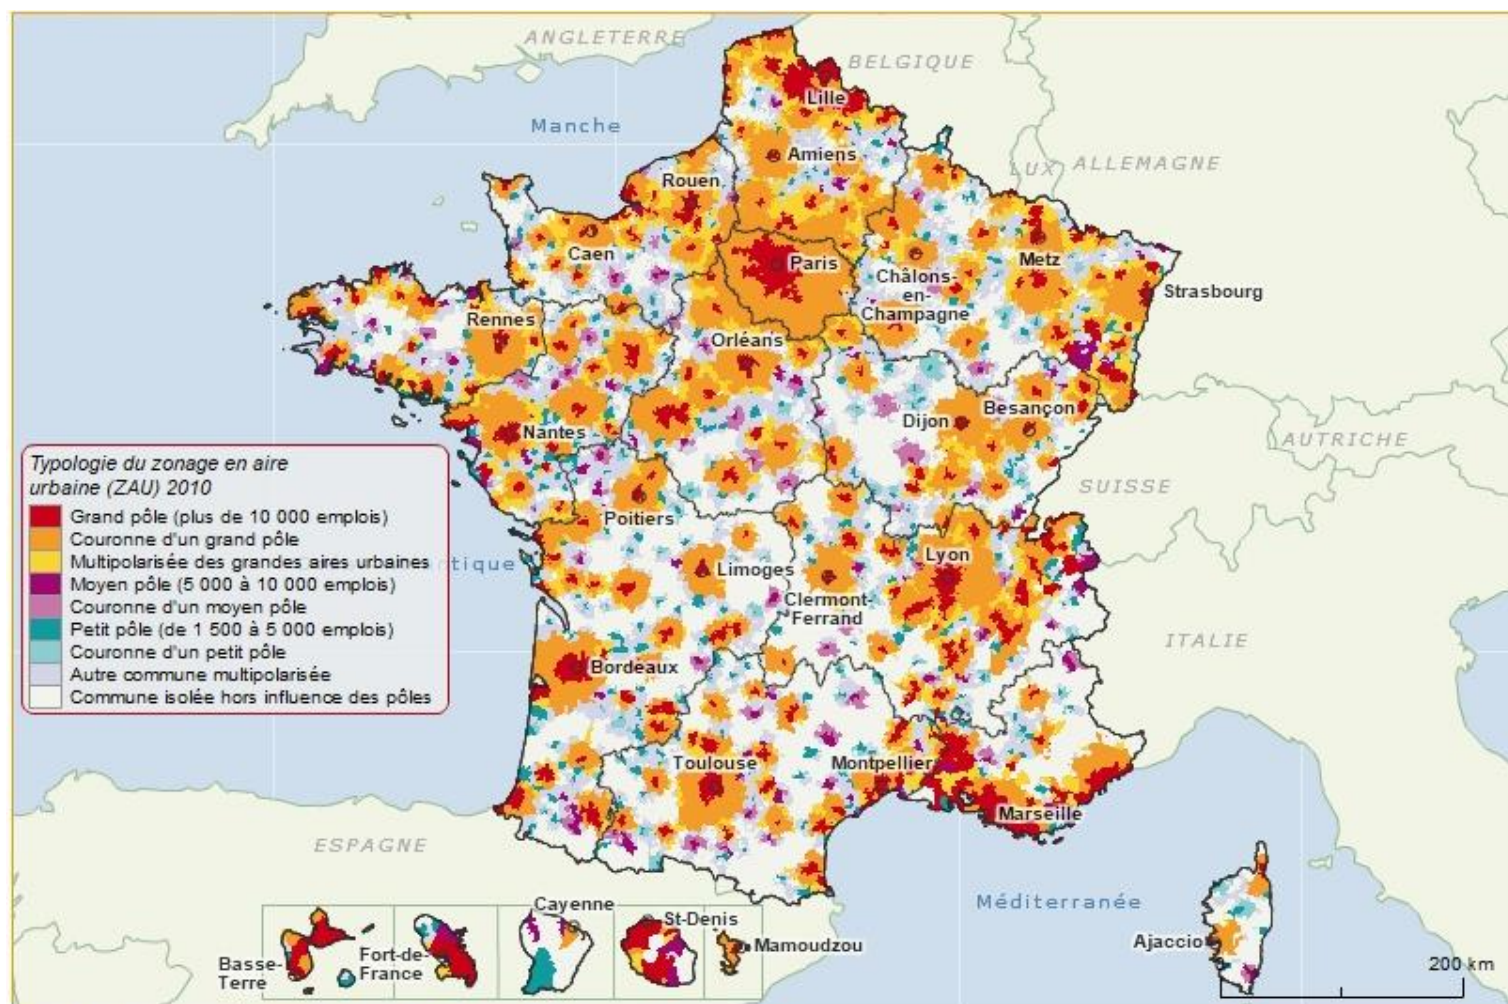 ANGLETERRE
BELGIQUE
Lille
Manche
Amiens
LUX
ALLEMAGNE
Rouen
Caen
Paris
Châlons-
en-
Champagne
Metz
Strasbourg
Rennes
Orléans
Dijon
Besançon
Nantes
AUTRICHE
SUISSE
Typologie du zonage en aire
urbaine (ZAU) 2010
Grand pôle (plus de 10 000 emplois)
Couronne d'un grand pôle
Multipolarisée des grandes aires urbaines
Moyen pôle (5 000 à 10 000 emplois)
Couronne d'un moyen pôle
Petit pôle (de 1 500 à 5 000 emplois)
Couronne d'un petit pôle
Autre commune multipolarisée
Commune isolée hors influence des pôles
tique
Poitiers
Lyon
Limoges
Clermont-
Ferrand
ITALIE
Bordeaux
Toulouse
Montpellier
Marseille
ESPAGNE
Méditerranée
Ajaccio
200 km
Basse-
Terre
Fort-de-
France
Cayenne
St-Denis
Mamoudzou